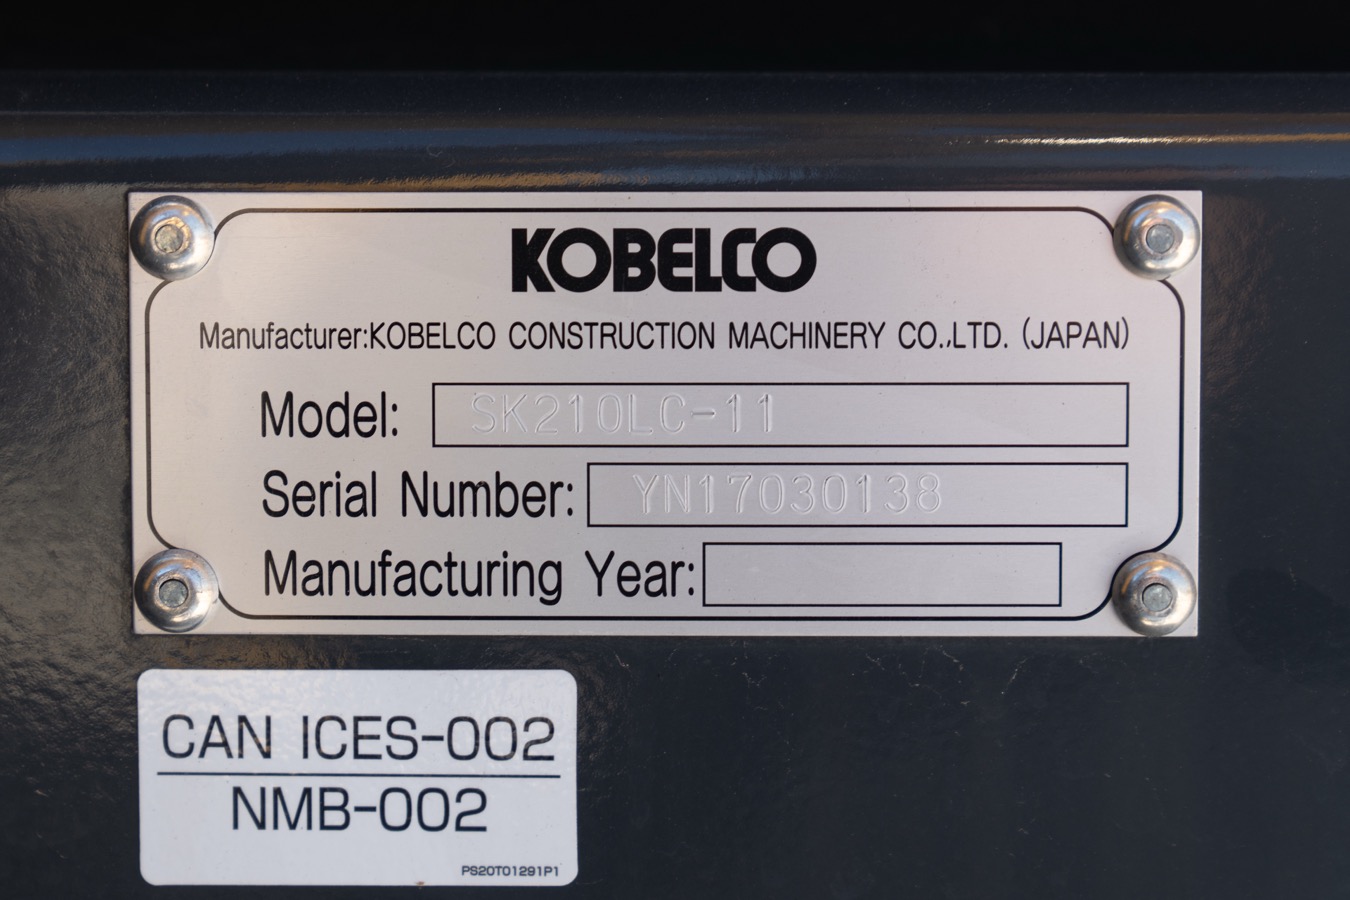 KOBELCO
Manufacturer:KOBELCO CONSTRUCTION MACHINERY CO.,LTD. (JAPAN)
Model: SK210LC-11
Serial Number: YN17030138
Manufacturing Year:
CAN ICES-002
NMB-002
PS20T01291P1